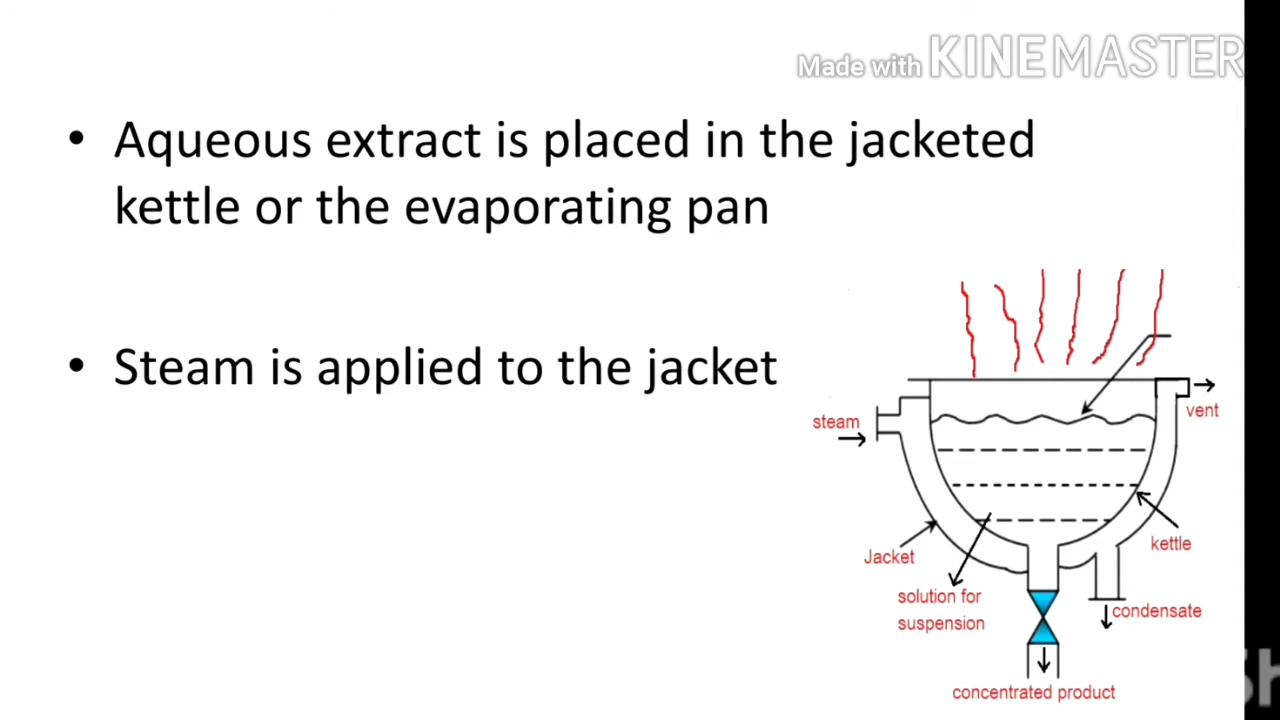 Made with KINEMASTER
• Aqueous extract is placed in the jacketed
kettle or the evaporating pan
• Steam is applied to the jacket
steam
vent
Jacket
kettle
solution for
suspension
condensate
concentrated product
Sh